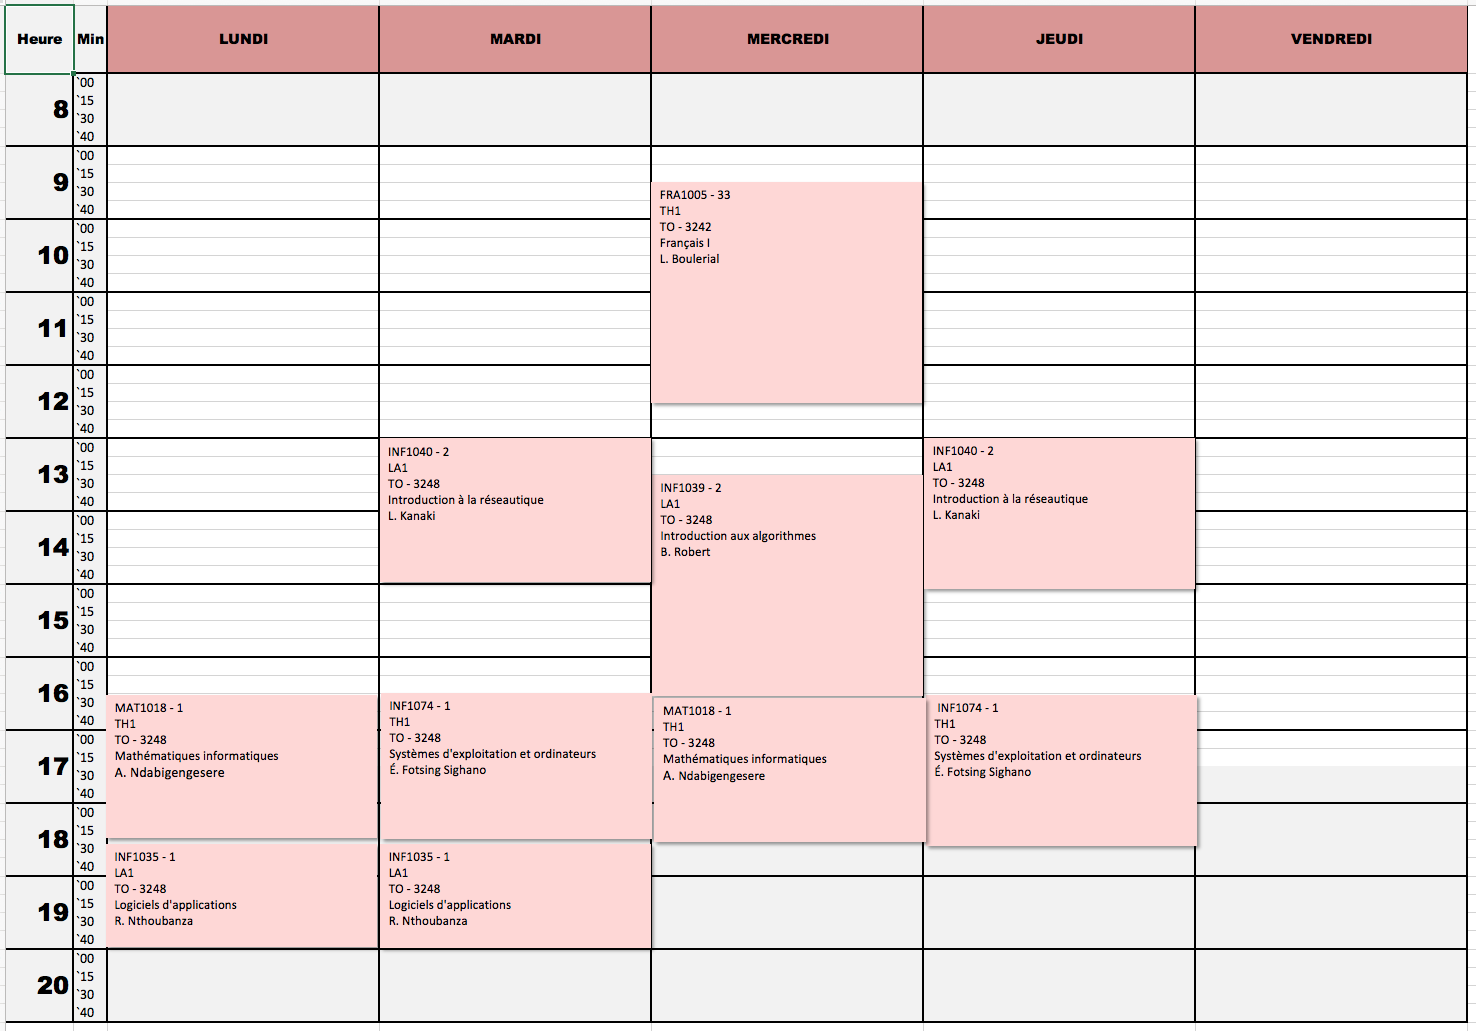 Heure Min LUNDI MARDI MERCREDI JEUDI VENDREDI
8
`00
`15
`30
`40
9
`00
`15
`30
`40
10
`00
`15
`30
`40
11
`00
`15
`30
`40
12
`00
`15
`30
`40
13
`00
`15
`30
`40
14
`00
`15
`30
`40
15
`00
`15
`30
`40
16
`00
`15
`30
`40
17
`00
`15
`30
`40
18
`00
`15
`30
`40
19
`00
`15
`30
`40
20
`00
`15
`30
`40
MAT1018 - 1
TH1
TO - 3248
Mathématiques informatiques
A. Ndabigengesere
INF1035 - 1
LA1
TO - 3248
Logiciels d'applications
R. Nthoubanza
INF1040 - 2
LA1
TO - 3248
Introduction à la réseautique
L. Kanaki
INF1074 - 1
TH1
TO - 3248
Systèmes d'exploitation et ordinateurs
É. Fotsing Sighano
INF1035 - 1
LA1
TO - 3248
Logiciels d'applications
R. Nthoubanza
FRA1005 - 33
TH1
TO - 3242
Français I
L. Boulerial
INF1039 - 2
LA1
TO - 3248
Introduction aux algorithmes
B. Robert
MAT1018 - 1
TH1
TO - 3248
Mathématiques informatiques
A. Ndabigengesere
INF1040 - 2
LA1
TO - 3248
Introduction à la réseautique
L. Kanaki
INF1074 - 1
TH1
TO - 3248
Systèmes d'exploitation et ordinateurs
É. Fotsing Sighano